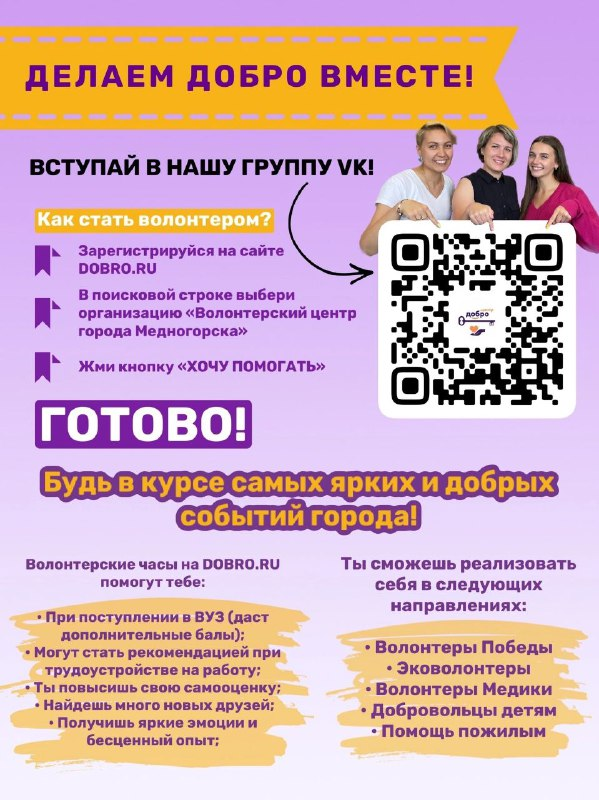 ДЕЛАЕМ ДОБРО ВМЕСТЕ!
ВСТУПАЙ В НАШУ ГРУППУ VK!
Как стать волонтером?
Зарегистрируйся на сайте
DOBRO.RU
В поисковой строке выбери
организацию «Волонтерский центр
города Медногорска»
Жми кнопку «ХОЧУ ПОМОГАТЬ»
добро
ГОТОВО!
Будь в курсе самых ярких и добрых
событий города!
Волонтерские часы на DOBRO.RU
помогут тебе:
• При поступлении в ВУЗ (даст
дополнительные балы);
• Могут стать рекомендацией при
трудоустройстве на работу;
• Ты повысишь свою самооценку;
• Найдешь много новых друзей;
• Получишь яркие эмоции и
бесценный опыт;
Ты сможешь реализовать
себя в следующих
направлениях:
• Волонтеры Победы
• Эковолонтеры
• Волонтеры Медики
• Добровольцы детям
• Помощь пожилым